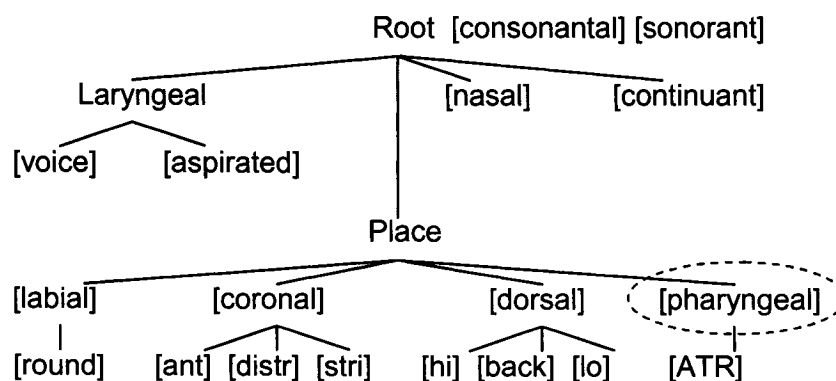 Root [consonantal] [sonorant]
Laryngeal [nasal] [continuant]
[voice] [aspirated]
Place
[labial] [coronal] [dorsal] [pharyngeal]
[round] [ant] [distr] [stri] [hi] [back] [lo] [ATR]